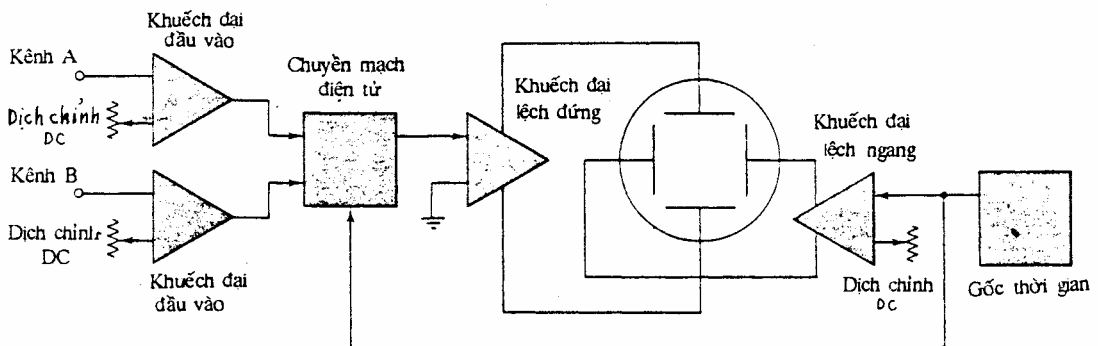 Khuếch đại
đầu vào
Kênh A
Dịch chỉnh
DC
Chuyển mạch
điện tử
Khuếch đại
lệch đứng
Khuếch đại
lệch ngang
Kênh B
Dịch chỉnh
DC
Khuếch đại
đầu vào
Dịch chỉnh
DC
Gốc thời gian